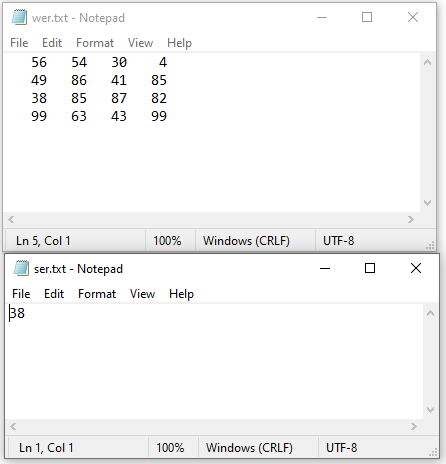 wer.txt - Notepad
File Edit Format View Help
56 54 30 4
49 86 41 85
38 85 87 82
99 63 43 99
Ln 5, Col 1 100% Windows (CRLF) UTF-8
ser.txt - Notepad
File Edit Format View Help
38
Ln 1, Col 1 100% Windows (CRLF) UTF-8